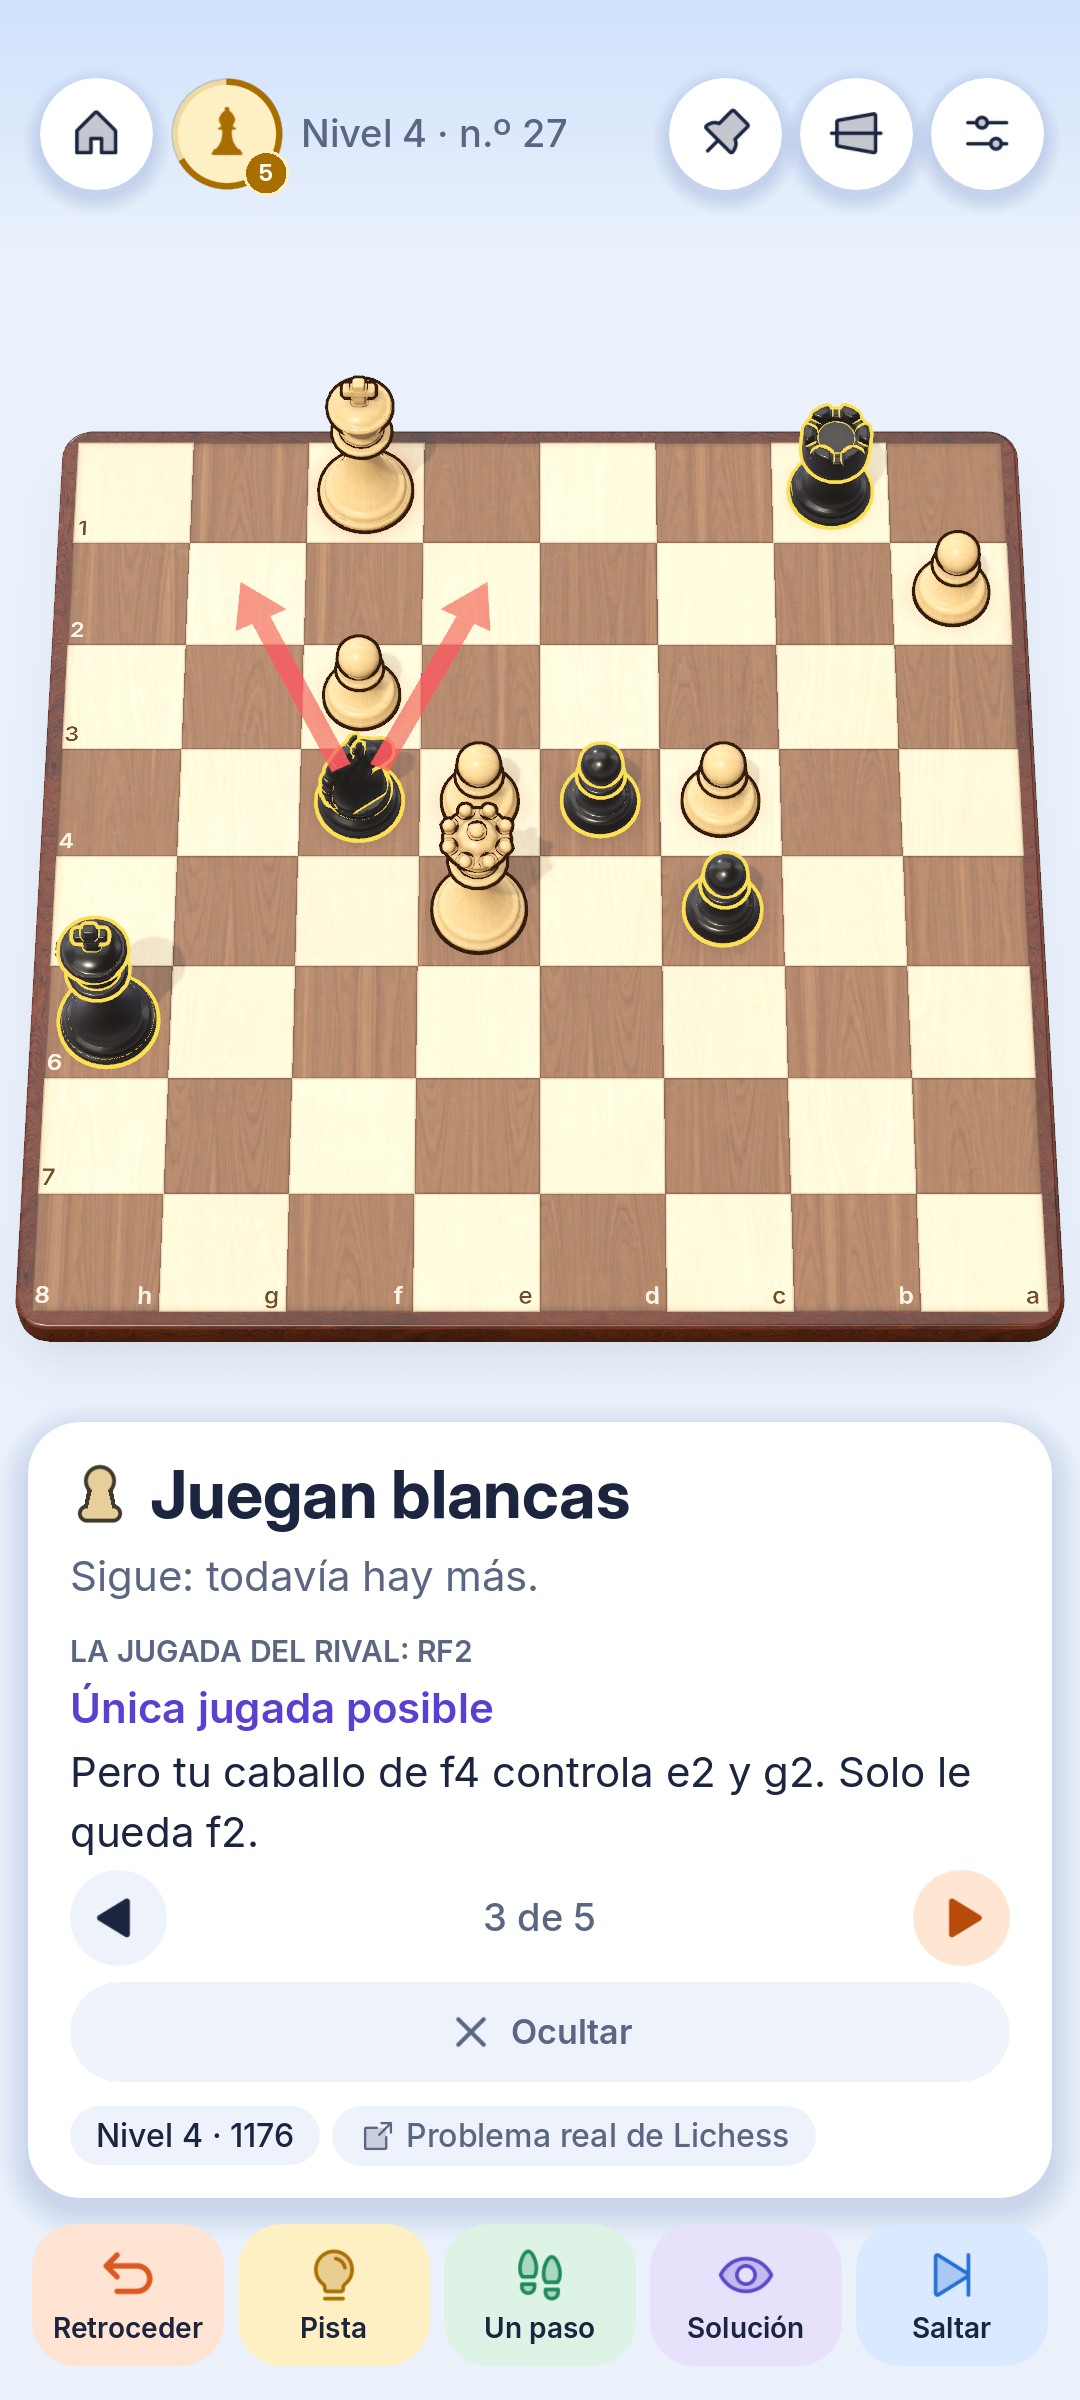 Nivel 4 · n.º 27
5
1
2
3
4
6
7
8 h g f e d c b a
Juegan blancas
Sigue: todavía hay más.
LA JUGADA DEL RIVAL: RF2
Única jugada posible
Pero tu caballo de f4 controla e2 y g2. Solo le
queda f2.
3 de 5
Ocultar
Nivel 4 · 1176
Problema real de Lichess
Retroceder
Pista
Un paso
Solución
Saltar